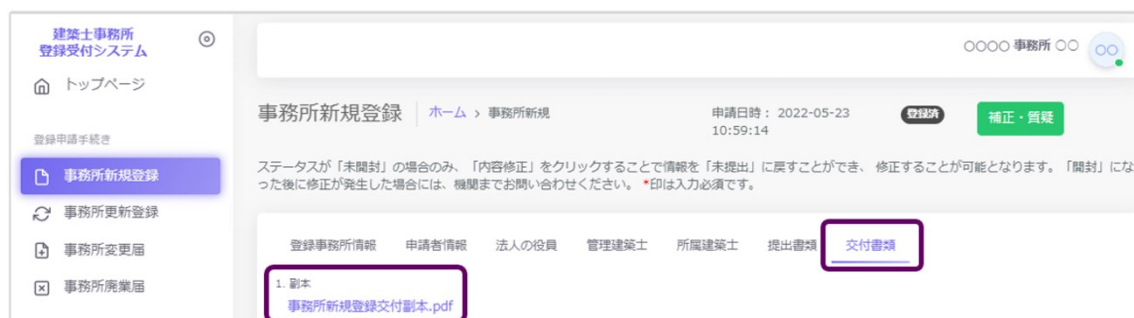 建築士事務所
登録受付システム
トップページ
登録申請手続き
事務所新規登録
事務所更新登録
事務所変更届
事務所廃業届
○○○○ 事務所 ○○
○○
事務所新規登録 ホーム › 事務所新規
申請日時： 2022-05-23
10:59:14
登録済
補正・質疑
ステータスが「未開封」の場合のみ、「内容修正」をクリックすることで情報を「未提出」に戻すことができ、 修正することが可能となります。「開封」にな
った後に修正が発生した場合には、機関までお問い合わせください。 *印は入力必須です。
登録事務所情報 申請者情報 法人の役員 管理建築士 所属建築士 提出書類 交付書類
1. 副本
事務所新規登録交付副本.pdf